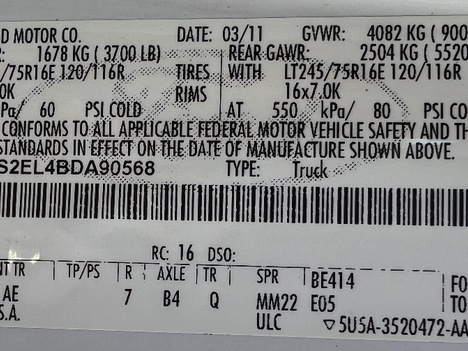 D MOTOR CO. DATE: 03/11 GVWR: 4082 KG (900
1678 KG (3700 LB) REAR GAWR: 2504 KG (5520
/75R16E 120/116R TIRES WITH LT245/75R16E 120/116R
0K RIMS 16x7.0K
Pa/ 60 PSI COLD AT 550 kPa/ 80 PSI COLD
CONFORMS TO ALL APPLICABLE FEDERAL MOTOR VEHICLE SAFETY AND TH
STANDARDS IN EFFECT ON THE DATE OF MANUFACTURE SHOWN ABOVE.
S2EL4BDA90568 TYPE: Truck
RC: 16 DSO:
NT TR TP/PS R AXLE TR SPR BE414 FO
AE 7 B4 Q MM22 E05 TO
S.A. ULC ▽5U5A-3520472-AA